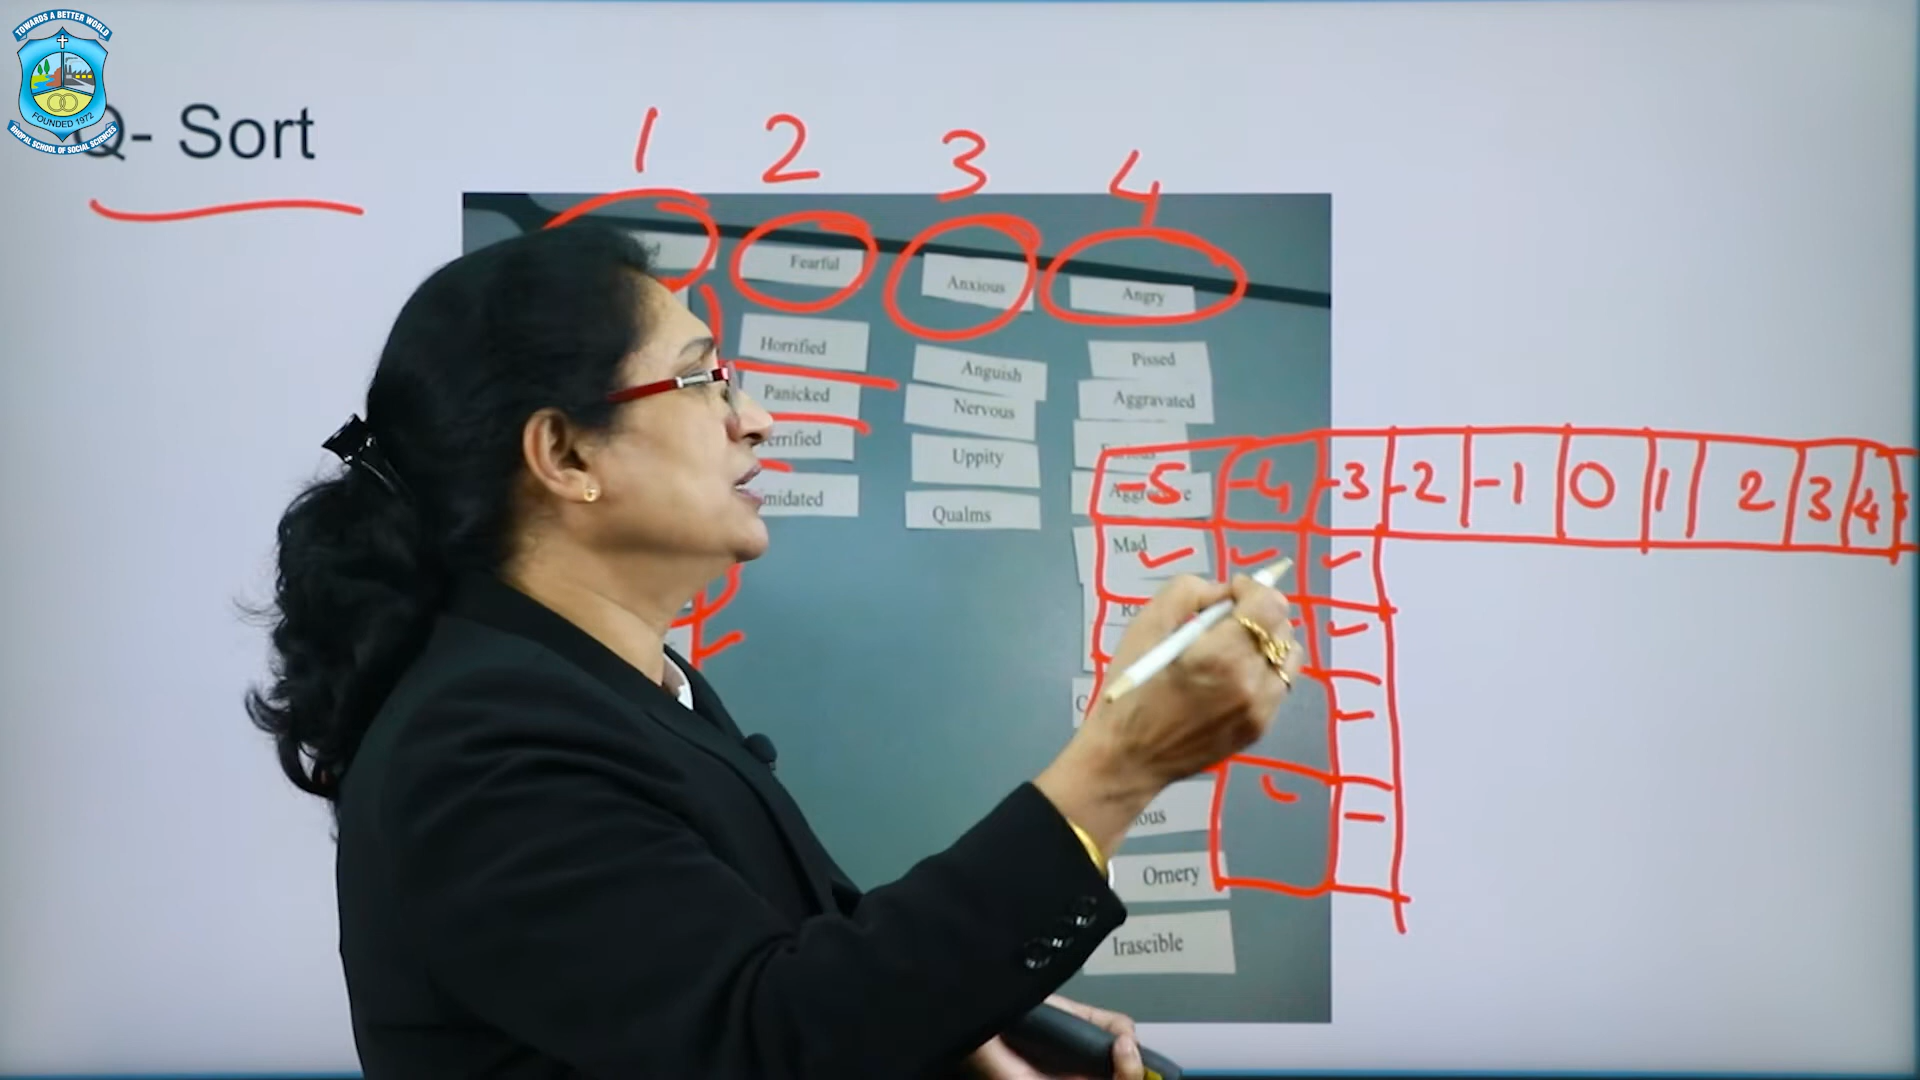 TOWARDS A BETTER WORLD
FOUNDED 1972
BHOPAL SCHOOL OF SOCIAL SCIENCES
Q- Sort
1 2 3 4
Fearful
Horrified
Panicked
Anxious
Anguish
Nervous
Uppity
Qualms
Angry
Pissed
Aggravated
Mad
Ornery
Irascible
-5 -4 -3 -2 -1 0 1 2 3 4